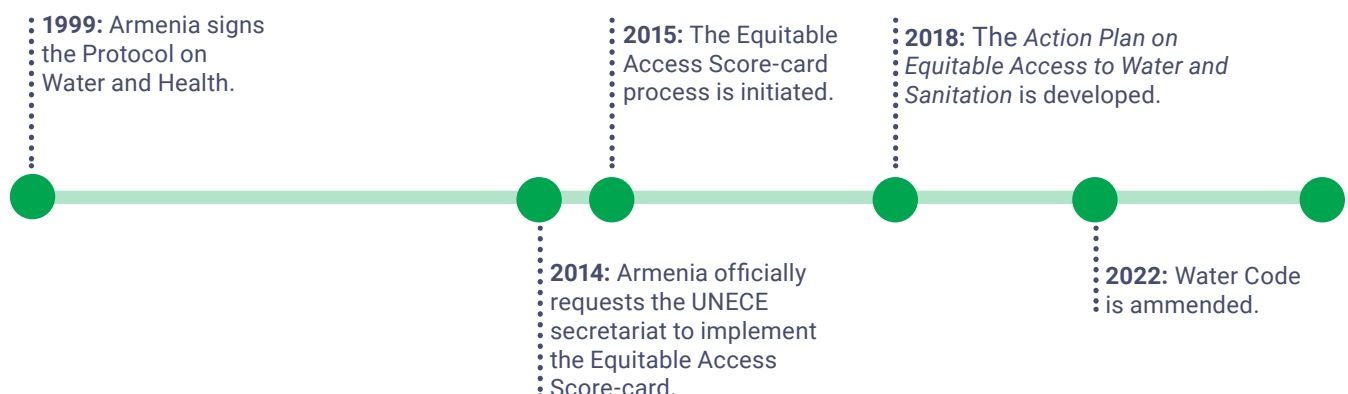 1999: Armenia signs
the Protocol on
Water and Health.
2014: Armenia officially
requests the UNECE
secretariat to implement
the Equitable Access
Score-card.
2015: The Equitable
Access Score-card
process is initiated.
2018: The Action Plan on
Equitable Access to Water and
Sanitation is developed.
2022: Water Code
is ammended.